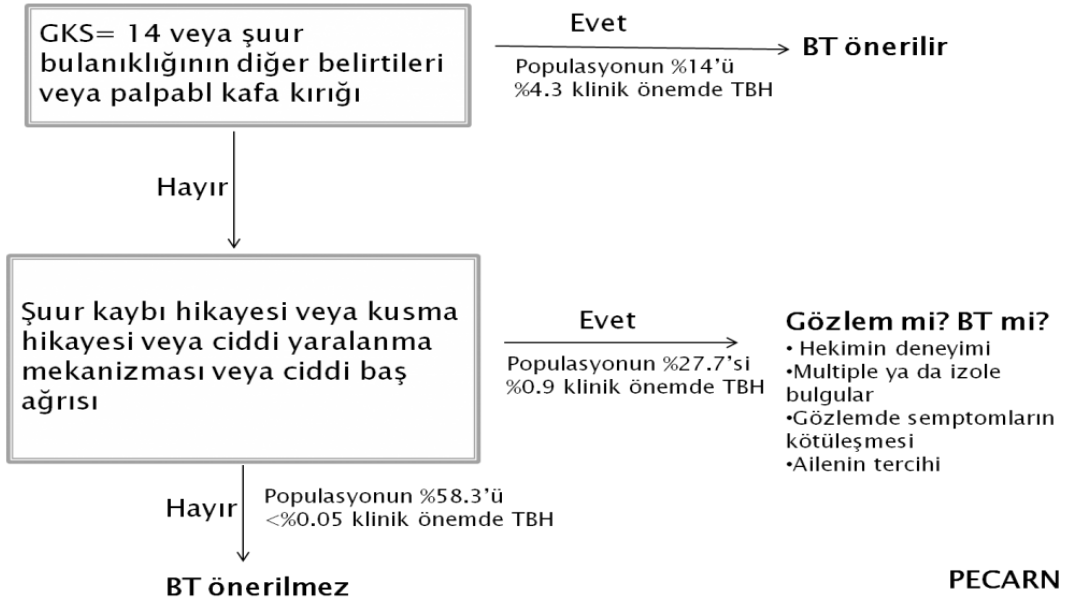 GKS= 14 veya şuur
bulanıklığının diğer belirtileri
veya palpabl kafa kırığı
Evet
Populasyonun %14’ü
%4.3 klinik önemde TBH
BT önerilir
Hayır
Şuur kaybı hikayesi veya kusma
hikayesi veya ciddi yaralanma
mekanizması veya ciddi baş
ağrısı
Evet
Populasyonun %27.7’si
%0.9 klinik önemde TBH
Gözlem mi? BT mi?
• Hekimin deneyimi
•Multiple ya da izole
bulgular
•Gözlemde semptomların
kötüleşmesi
•Ailenin tercihi
Hayır
Populasyonun %58.3’ü
<%0.05 klinik önemde TBH
BT önerilmez
PECARN